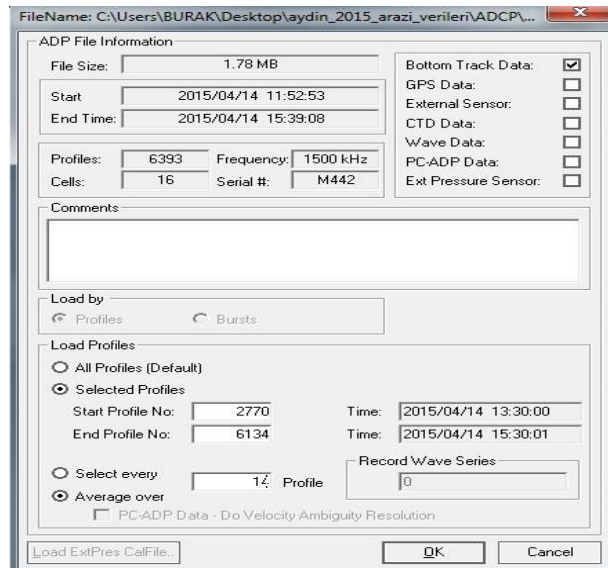 FileName: C:\Users\BURAK\Desktop\aydin_2015_arazi_verileri\ADCP\...
ADP File Information
File Size: 1.78 MB
Start 2015/04/14 11:52:53
End Time: 2015/04/14 15:39:08
Profiles: 6393 Frequency: 1500 kHz
Cells: 16 Serial #: M442
Bottom Track Data:
GPS Data:
External Sensor:
CTD Data:
Wave Data:
PC-ADP Data:
Ext Pressure Sensor:
Comments
Load by
Profiles Bursts
Load Profiles
All Profiles (Default)
Selected Profiles
Start Profile No: 2770 Time: 2015/04/14 13:30:00
End Profile No: 6134 Time: 2015/04/14 15:30:01
Select every
Average over
14 Profile
Record Wave Series
0
PC-ADP Data - Do Velocity Ambiguity Resolution
Load ExtPres CalFile.. OK Cancel